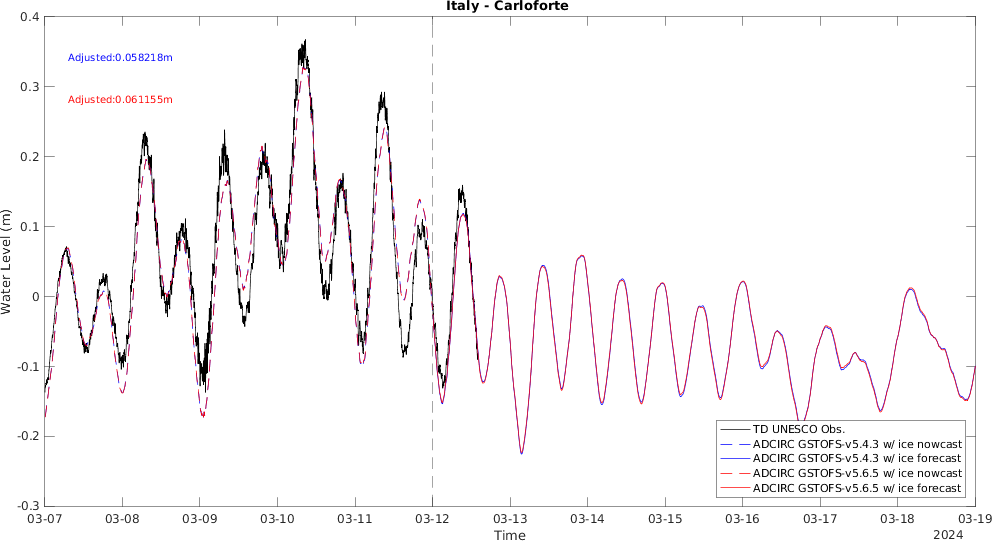 Italy - Carloforte
Adjusted:0.058218m
Adjusted:0.061155m
Water Level (m)
0.4
0.3
0.2
0.1
0
-0.1
-0.2
-0.3
03-07
03-08
03-09
03-10
03-11
03-12
03-13
03-14
03-15
03-16
03-17
03-18
03-19
2024
Time
TD UNESCO Obs.
ADCIRC GSTOFS-v5.4.3 w/ ice nowcast
ADCIRC GSTOFS-v5.4.3 w/ ice forecast
ADCIRC GSTOFS-v5.6.5 w/ ice nowcast
ADCIRC GSTOFS-v5.6.5 w/ ice forecast